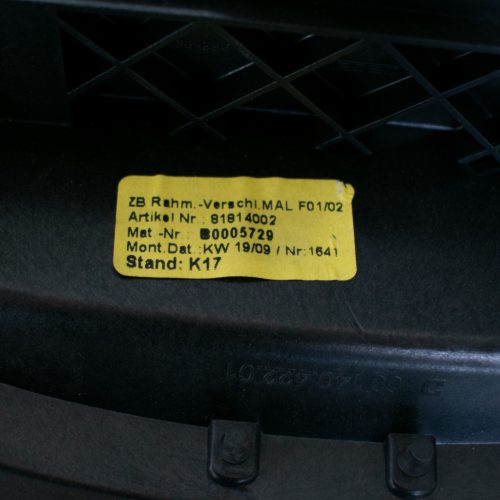 ZB Rahm.-Verschl.MAL F01/02
Artikel Nr.: 81814002
Mat.-Nr.: B0005729
Mont.Dat.:KW 19/09 / Nr:1641
Stand: K17